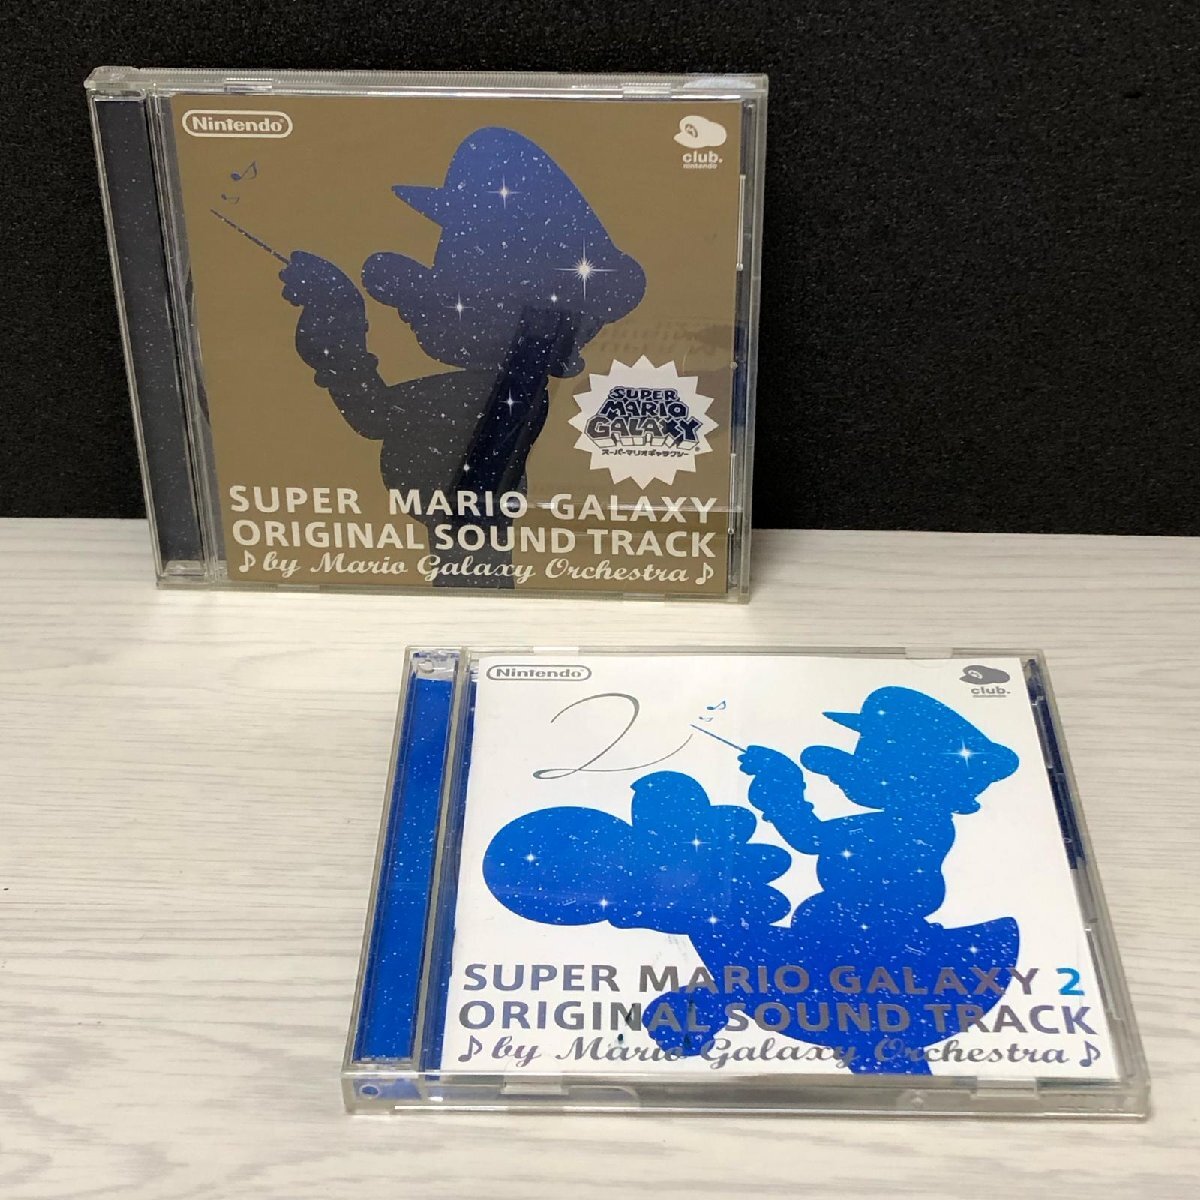 Nintendo
club.
nintendo
SUPER
MARIO
GALAXY
スーパーマリオギャラクシー
SUPER MARIO GALAXY
ORIGINAL SOUND TRACK
♪ by Mario Galaxy Orchestra ♪
Nintendo
club.
2
SUPER MARIO GALAXY 2
ORIGINAL SOUND TRACK
♪ by Mario Galaxy Orchestra ♪